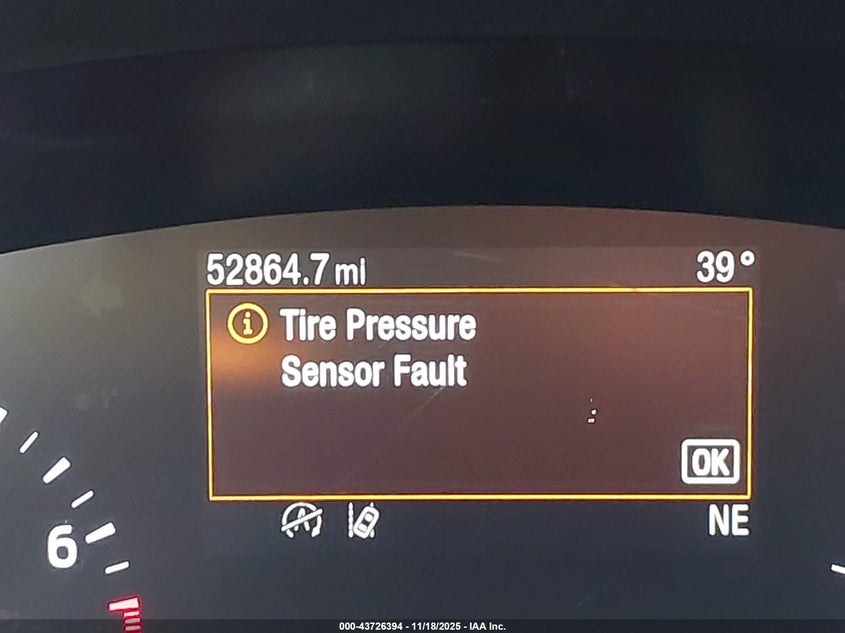 52864.7 mi 39°
Tire Pressure
Sensor Fault
OK
NE
6
000-43726394 - 11/18/2025 - IAA Inc.